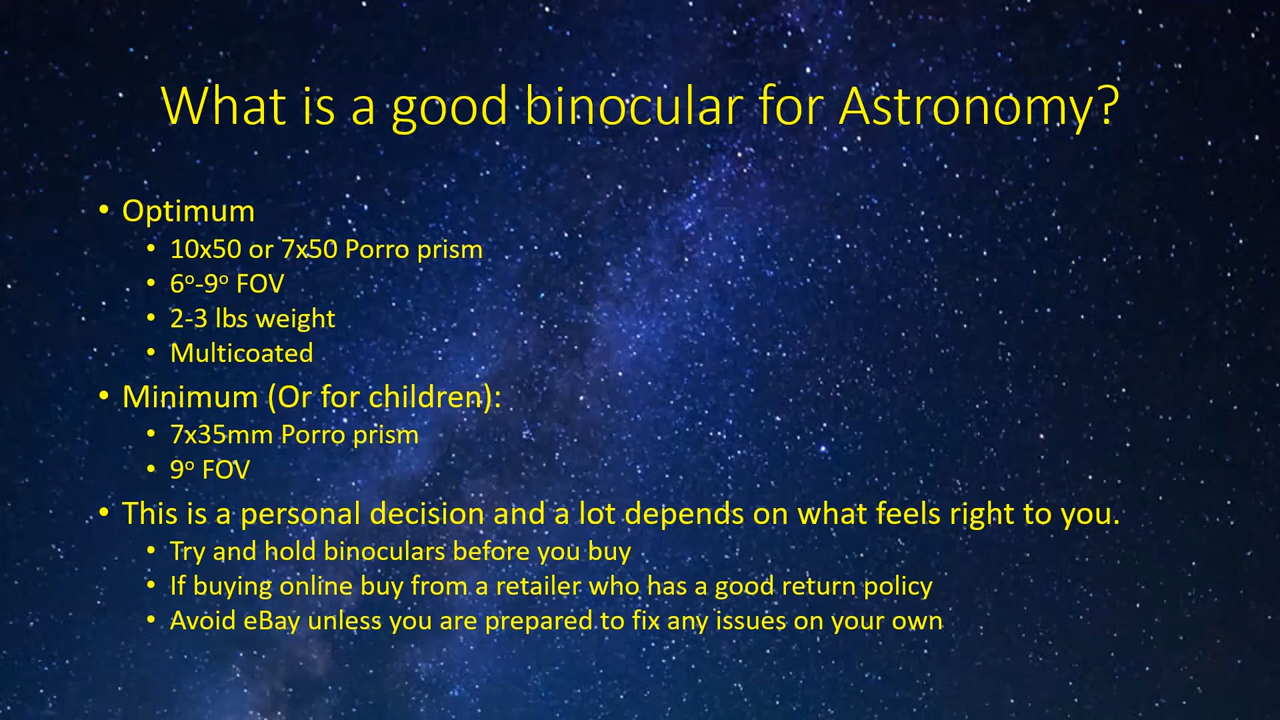 What is a good binocular for Astronomy?
• Optimum
• 10x50 or 7x50 Porro prism
• 6º-9º FOV
• 2-3 lbs weight
• Multicoated
• Minimum (Or for children):
• 7x35mm Porro prism
• 9º FOV
• This is a personal decision and a lot depends on what feels right to you.
• Try and hold binoculars before you buy
• If buying online buy from a retailer who has a good return policy
• Avoid eBay unless you are prepared to fix any issues on your own